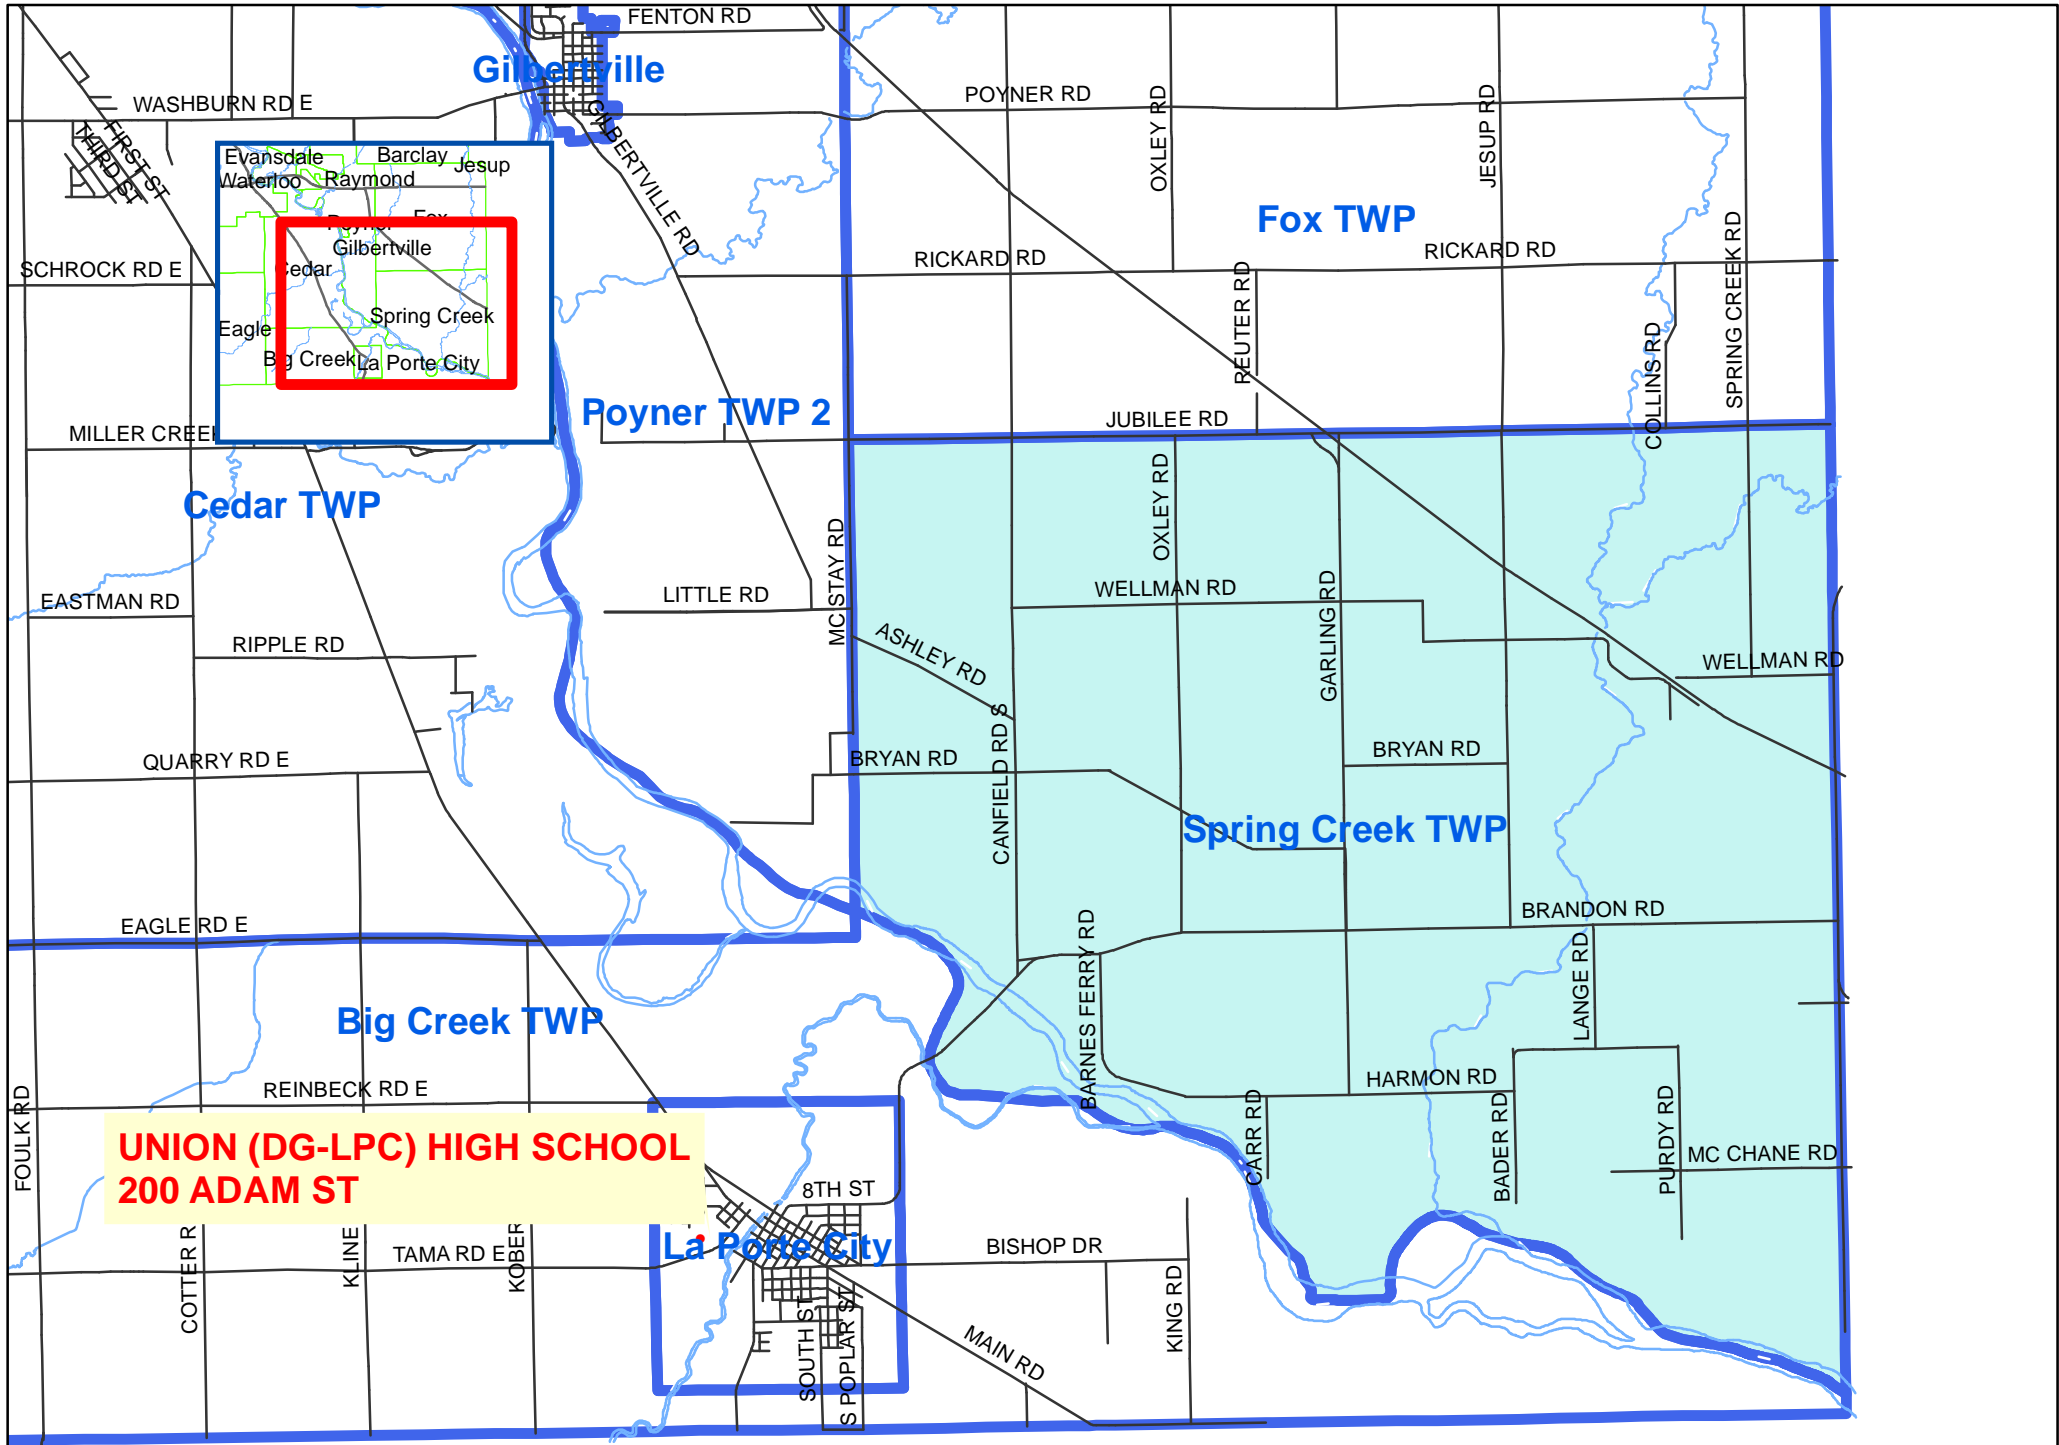 FENTON RD
Gilbertville
WASHBURN RD E
POYNER RD
OXLEY RD
JESUP RD
FIRST ST
THIRD ST
GILBERTVILLE RD
Evansdale
Barclay
Jesup
Waterloo
Raymond
Poyner
Fox
Gilbertville
Cedar
Spring Creek
Eagle
Big Creek
La Porte City
Fox TWP
SCHROCK RD E
RICKARD RD
RICKARD RD
REUTER RD
COLLINS RD
SPRING CREEK RD
Poyner TWP 2
JUBILEE RD
MILLER CREEK
Cedar TWP
OXLEY RD
MC STAY RD
EASTMAN RD
LITTLE RD
WELLMAN RD
GARLING RD
RIPPLE RD
ASHLEY RD
WELLMAN RD
QUARRY RD E
BRYAN RD
CANFIELD RD S
BRYAN RD
Spring Creek TWP
EAGLE RD E
BRANDON RD
BARNES FERRY RD
LANGE RD
Big Creek TWP
REINBECK RD E
HARMON RD
FOULK RD
CARR RD
BADER RD
PURDY RD
MC CHANE RD
UNION (DG-LPC) HIGH SCHOOL
200 ADAM ST
8TH ST
La Porte City
COTTER R
KLINE
TAMA RD E
KOBER
BISHOP DR
KING RD
SOUTH ST
S POPLAR ST
MAIN RD